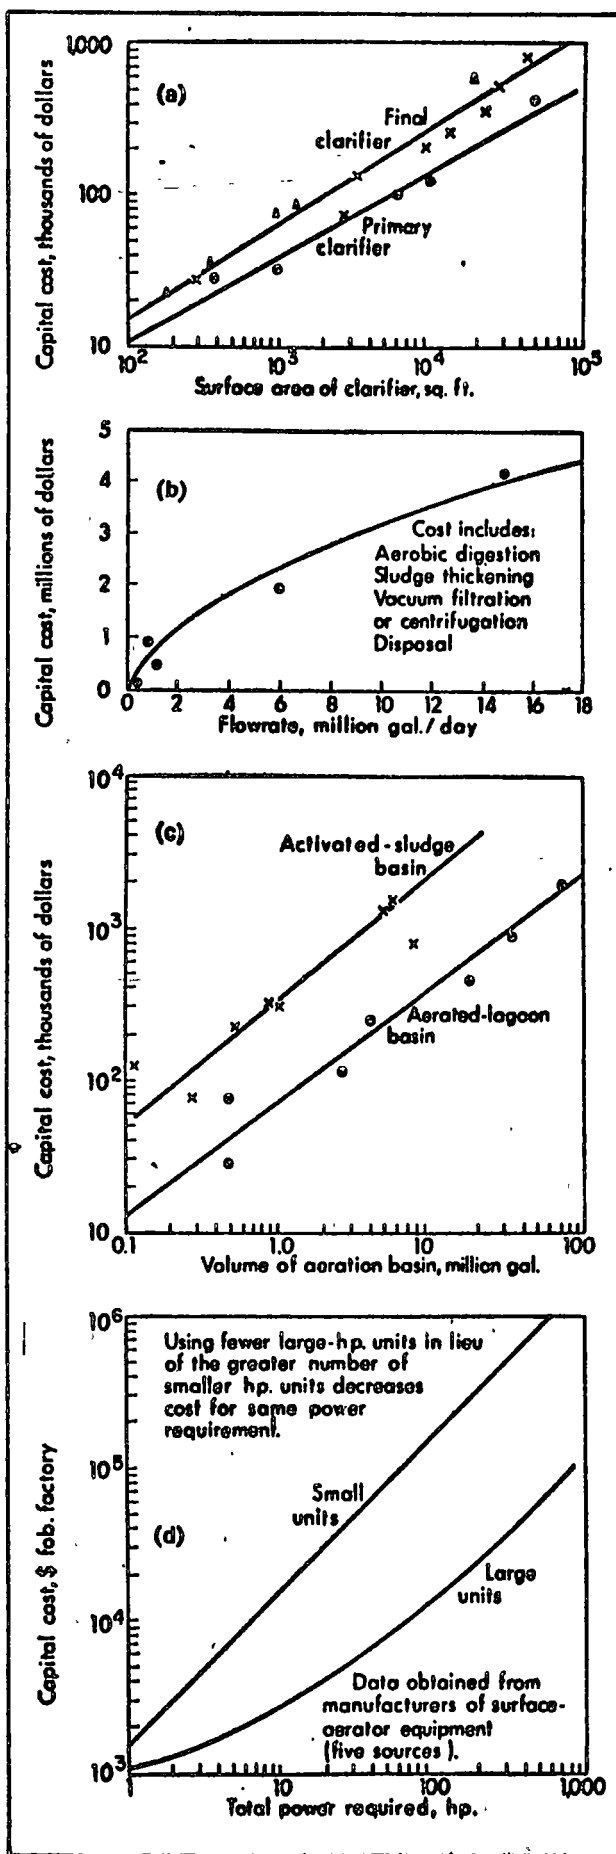 Capital cost, thousands of dollars
1,000
100
10
(a)
Final
clarifier
Primary
clarifier
10² 10³ 10⁴ 10⁵
Surface area of clarifier, sq. ft.
Capital cost, millions of dollars
5
4
3
2
1
0
(b)
Cost includes:
Aerobic digestion
Sludge thickening
Vacuum filtration
or centrifugation
Disposal
0 2 4 6 8 10 12 14 16 18
Flowrate, million gal./day
Capital cost, thousands of dollars
10⁴
10³
10²
10
(c)
Activated-sludge
basin
Aerated-lagoon
basin
0.1 1.0 10 100
Volume of aeration basin, million gal.
Capital cost, $ fob. factory
10⁶
10⁵
10⁴
10³
Using fewer large-hp. units in lieu
of the greater number of
smaller hp. units decreases
cost for same power
requirement.
Small
units
(d)
Large
units
Data obtained from
manufacturers of surface-
aerator equipment
(five sources).
1 10 100 1,000
Total power required, hp.